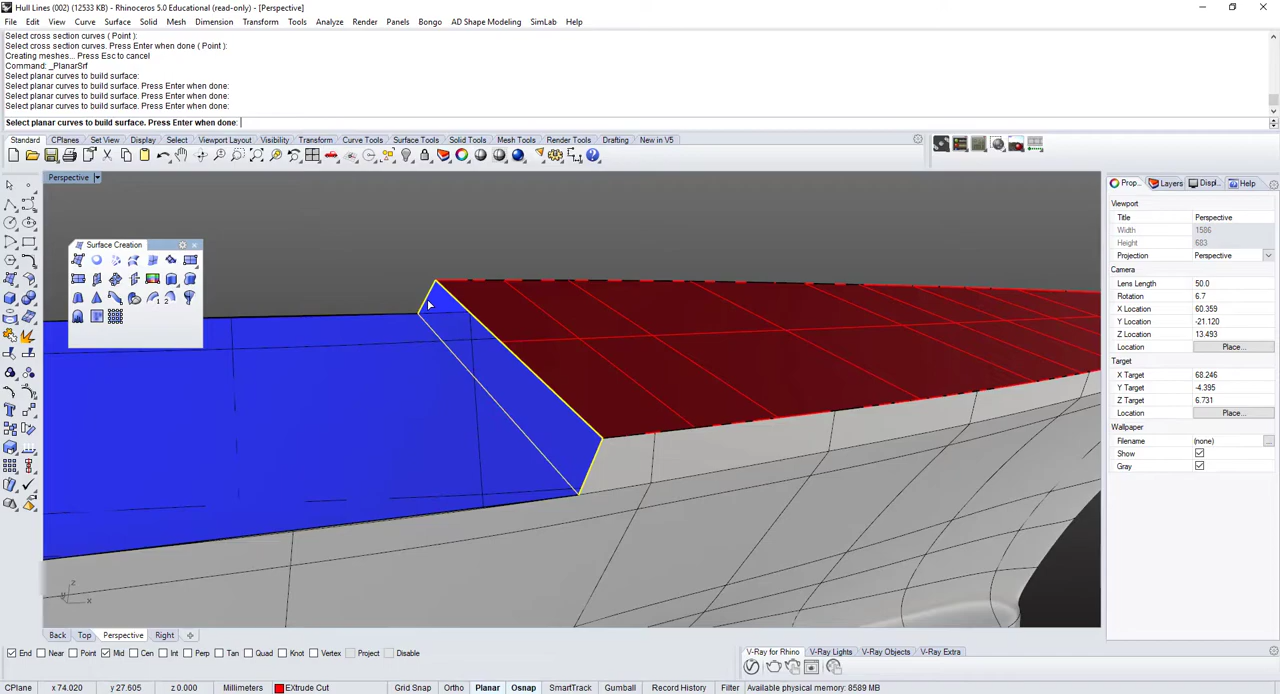 Hull Lines (002) (12533 KB) - Rhinoceros 5.0 Educational (read-only) - [Perspective]
File Edit View Curve Surface Solid Mesh Dimension Transform Tools Analyze Render Panels Bongo AD Shape Modeling SimLab Help
Select cross section curves ( Point ):
Select cross section curves. Press Enter when done ( Point ):
Creating meshes... Press Esc to cancel
Command: _PlanarSrf
Select planar curves to build surface:
Select planar curves to build surface. Press Enter when done:
Select planar curves to build surface. Press Enter when done:
Select planar curves to build surface. Press Enter when done:
Select planar curves to build surface. Press Enter when done:
Standard CPlanes Set View Display Select Viewport Layout Visibility Transform Curve Tools Surface Tools Solid Tools Mesh Tools Render Tools Drafting New in V5
Perspective
Surface Creation
Prop... Layers Displ... Help
Viewport
Title Perspective
Width 1586
Height 683
Projection Perspective
Camera
Lens Length 50.0
Rotation 6.7
X Location 60.359
Y Location -21.120
Z Location 13.493
Location Place...
Target
X Target 68.246
Y Target -4.395
Z Target 6.731
Location Place...
Wallpaper
Filename (none) ...
Show
Gray
z
y
x
Back Top Perspective Right
End Near Point Mid Cen Int Perp Tan Quad Knot Vertex Project Disable
V-Ray for Rhino V-Ray Lights V-Ray Objects V-Ray Extra
CPlane x 74.020 y 27.605 z 0.000 Millimeters EXtrude Cut Grid Snap Ortho Planar Osnap SmartTrack Gumball Record History Filter Available physical memory: 8589 MB